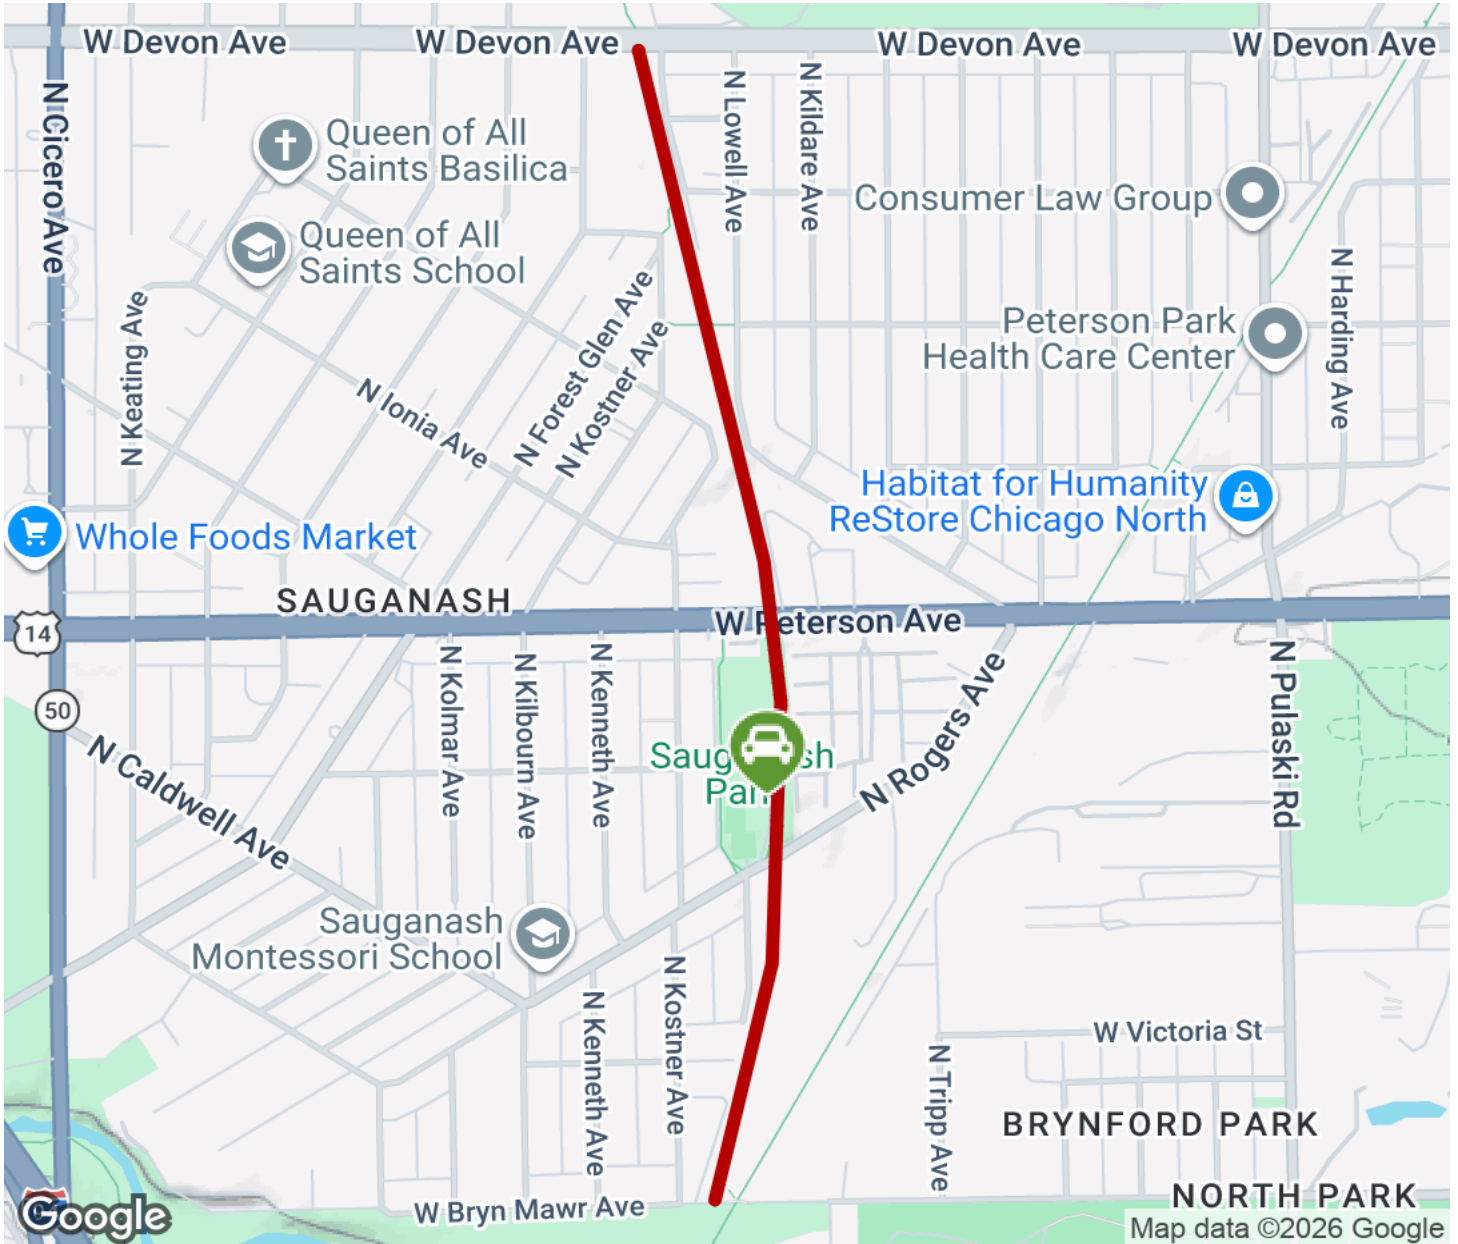 W Devon Ave
W Devon Ave
W Devon Ave
W Devon Ave
N Cicero Ave
N Lowell Ave
N Kildare Ave
Queen of All
Saints Basilica
Consumer Law Group
Queen of All
Saints School
N Harding Ave
N Keating Ave
N Forest Glen Ave
N Kostner Ave
Peterson Park
Health Care Center
N Ionia Ave
Habitat for Humanity
ReStore Chicago North
Whole Foods Market
SAUGANASH
W Peterson Ave
14
50
N Kolmar Ave
N Kilbourn Ave
N Kenneth Ave
N Rogers Ave
N Pulaski Rd
N Caldwell Ave
Sauganash
Montessori School
N Kenneth Ave
N Kostner Ave
W Victoria St
N Tripp Ave
BRYNFORD PARK
NORTH PARK
W Bryn Mawr Ave
Google
Map data ©2026 Google